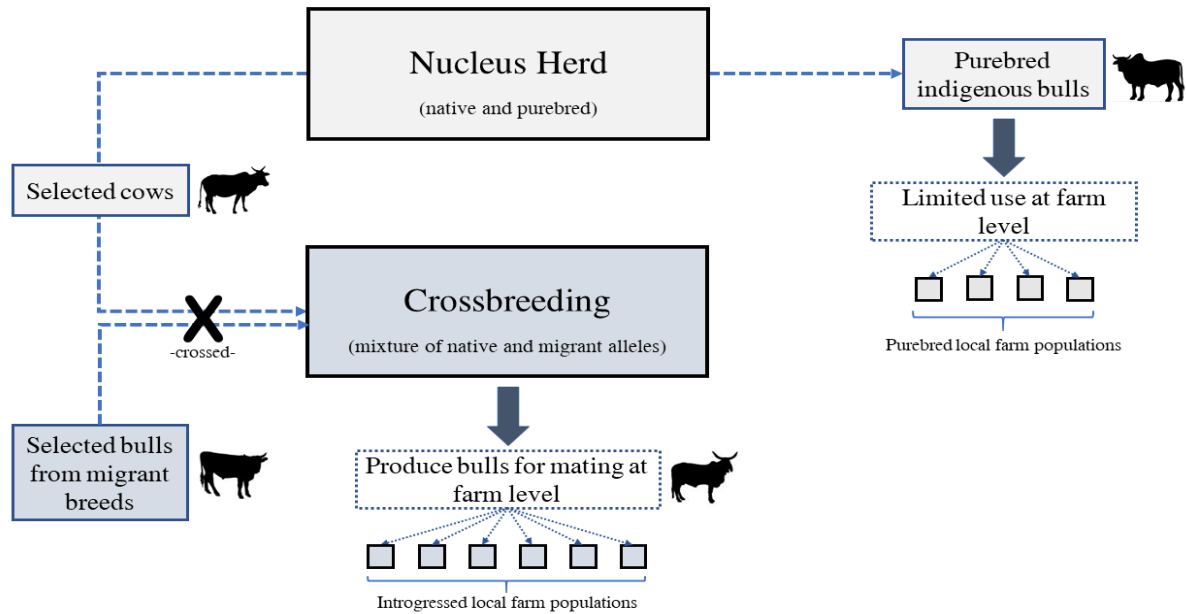 Nucleus Herd
(native and purebred)
Purebred
indigenous bulls
Selected cows
Limited use at farm
level
Crossbreeding
(mixture of native and migrant alleles)
-crossed-
Purebred local farm populations
Selected bulls
from migrant
breeds
Produce bulls for mating at
farm level
Introgressed local farm populations